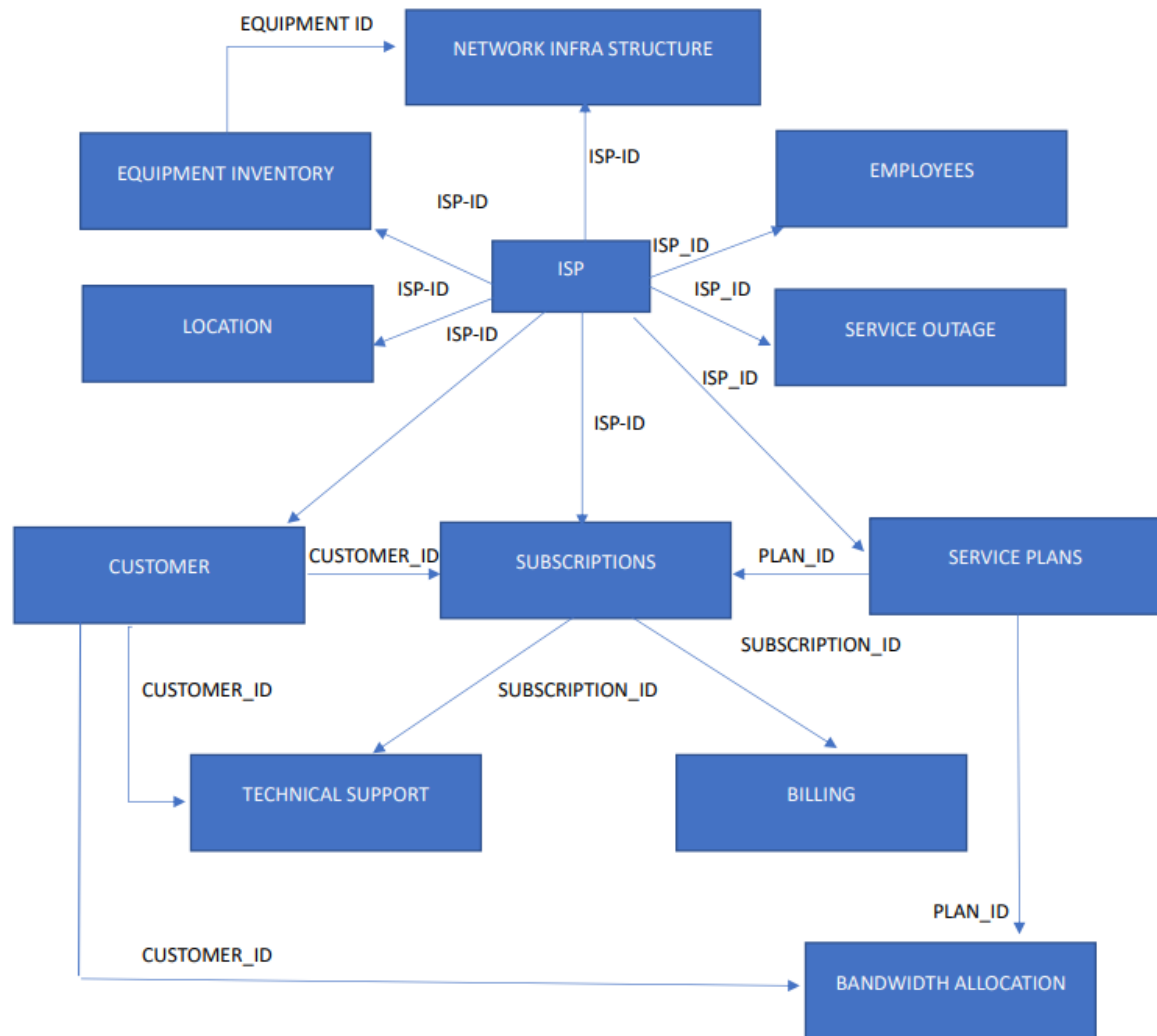 EQUIPMENT ID
NETWORK INFRA STRUCTURE
ISP-ID
EQUIPMENT INVENTORY
EMPLOYEES
ISP-ID
ISP_ID
ISP
ISP-ID
ISP_ID
LOCATION
ISP-ID
SERVICE OUTAGE
ISP_ID
ISP-ID
CUSTOMER
CUSTOMER_ID
SUBSCRIPTIONS
PLAN_ID
SERVICE PLANS
SUBSCRIPTION_ID
CUSTOMER_ID
SUBSCRIPTION_ID
TECHNICAL SUPPORT
BILLING
PLAN_ID
CUSTOMER_ID
BANDWIDTH ALLOCATION